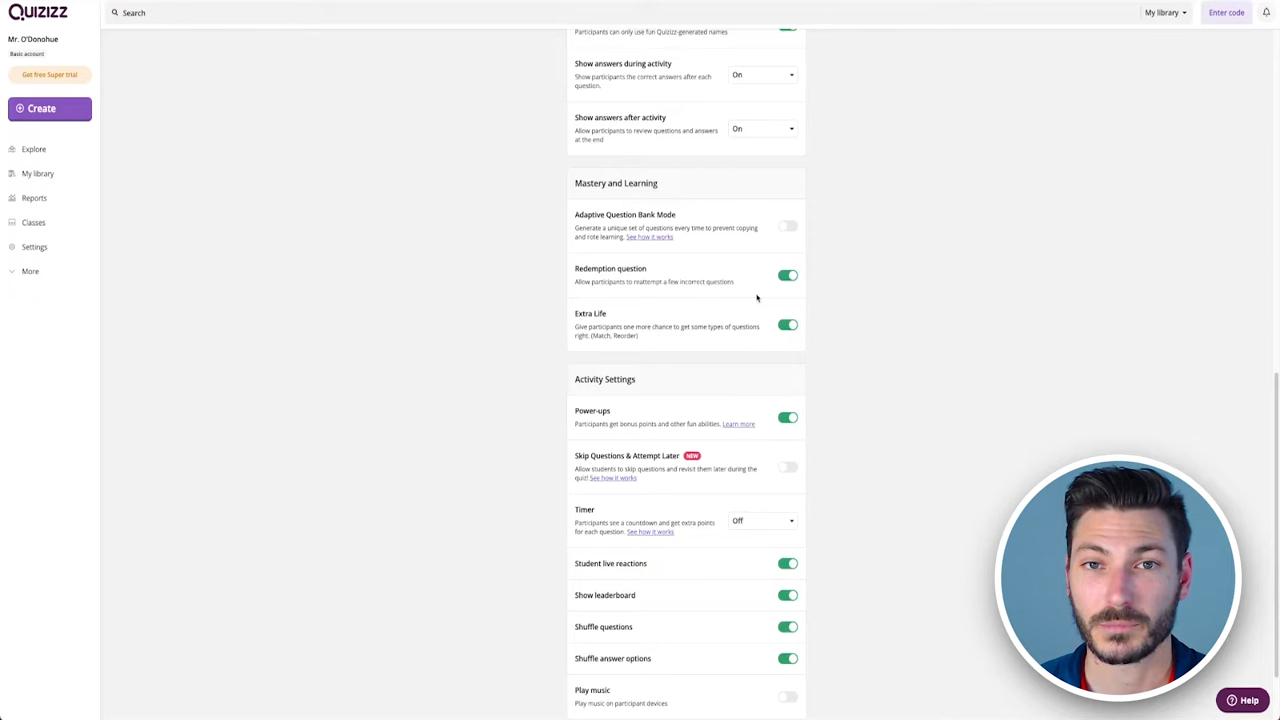 QUIZIZZ
Search
My library
Enter code
Mr. O'Donohue
Basic account
Get free Super trial
Create
Explore
My library
Reports
Classes
Settings
More
Participants can only use fun Quizizz-generated names
Show answers during activity
Show participants the correct answers after each
question.
On
Show answers after activity
Allow participants to review questions and answers
at the end
On
Mastery and Learning
Adaptive Question Bank Mode
Generate a unique set of questions every time to prevent copying
and rote learning. See how it works
Redemption question
Allow participants to reattempt a few incorrect questions
Extra Life
Give participants one more chance to get some types of questions
right. (Match, Reorder)
Activity Settings
Power-ups
Participants get bonus points and other fun abilities. Learn more
Skip Questions & Attempt Later NEW
Allow students to skip questions and revisit them later during the
quiz! See how it works
Timer
Participants see a countdown and get extra points
for each question. See how it works
Off
Student live reactions
Show leaderboard
Shuffle questions
Shuffle answer options
Play music
Play music on participant devices
Help